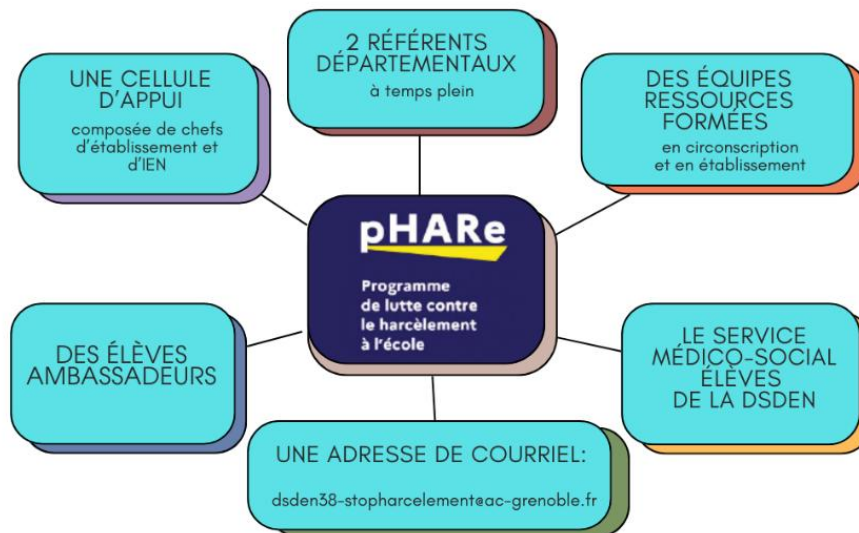 UNE CELLULE
D'APPUI
composée de chefs
d'établissement et
d'IEN
2 RÉFÉRENTS
DÉPARTEMENTAUX
à temps plein
DES ÉQUIPES
RESSOURCES
FORMÉES
en circonscription
et en établissement
pHARe
Programme
de lutte contre
le harcèlement
à l'école
DES ÉLÈVES
AMBASSADEURS
LE SERVICE
MÉDICO-SOCIAL
ÉLÈVES
DE LA DSDEN
UNE ADRESSE DE COURRIEL:
dsden38-stopharcelement@ac-grenoble.fr